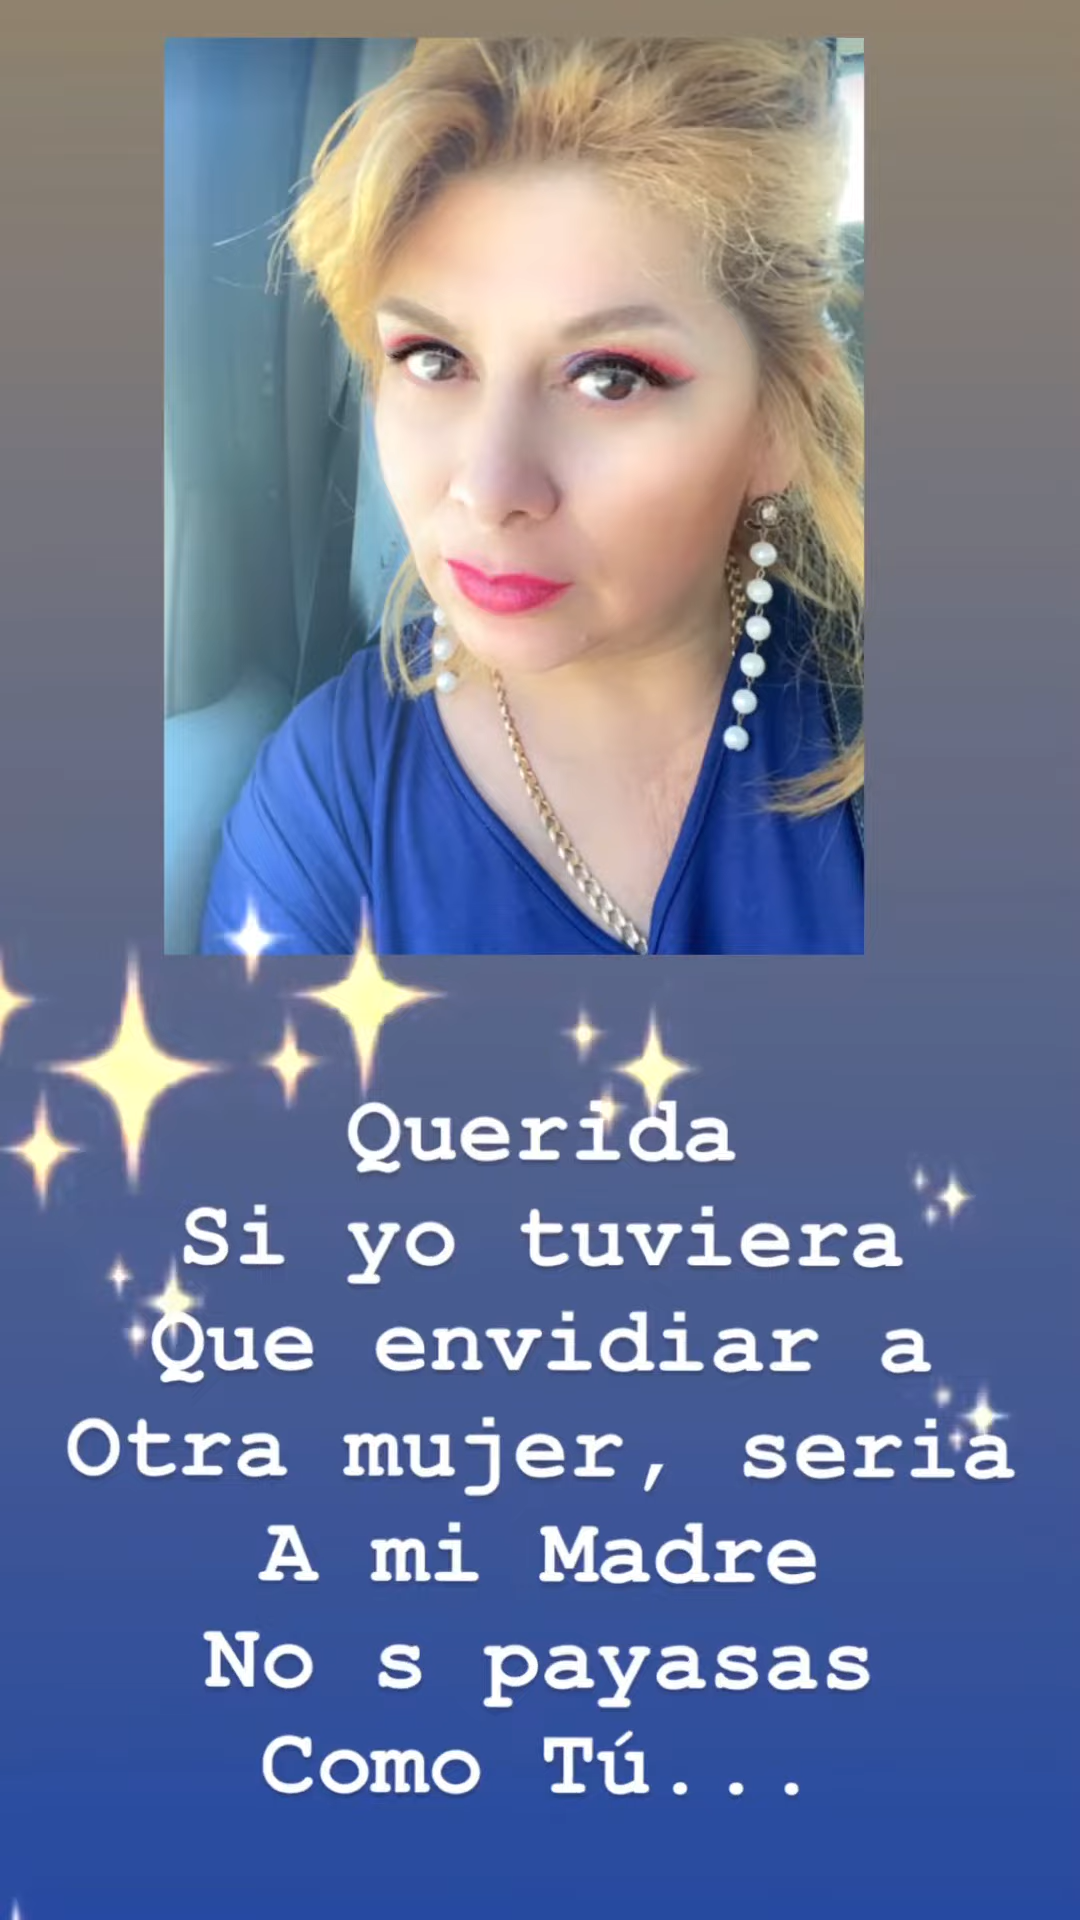 Querida
Si yo tuviera
Que envidiar a
Otra mujer, seria
A mi Madre
No s payasas
Como Tú...